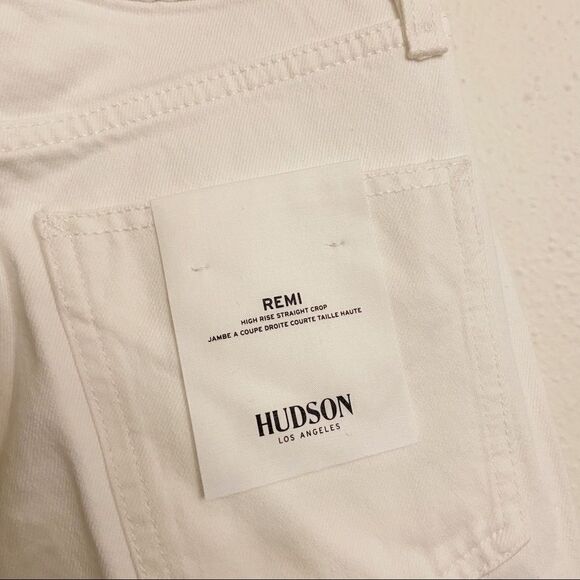 REMI
HIGH RISE STRAIGHT CROP
JAMBE A COUPE DROITE COURTE TAILLE HAUTE
HUDSON
LOS ANGELES